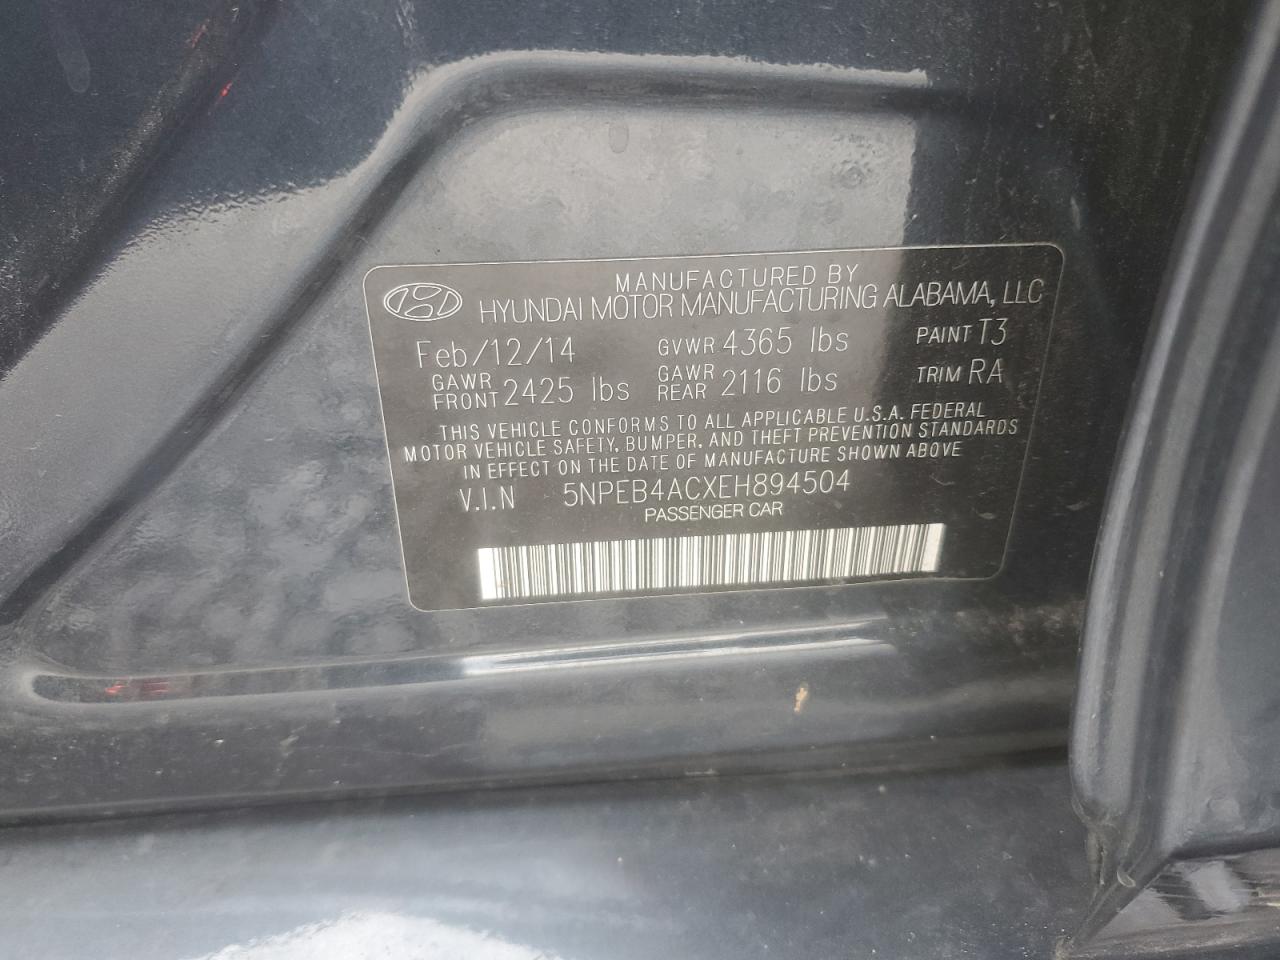 MANUFACTURED BY
HYUNDAI MOTOR MANUFACTURING ALABAMA, LLC
Feb/12/14 GVWR 4365 lbs PAINT T3
GAWR FRONT 2425 lbs GAWR REAR 2116 lbs TRIM RA
THIS VEHICLE CONFORMS TO ALL APPLICABLE U.S.A. FEDERAL
MOTOR VEHICLE SAFETY, BUMPER, AND THEFT PREVENTION STANDARDS
IN EFFECT ON THE DATE OF MANUFACTURE SHOWN ABOVE
V.I.N 5NPEB4ACXEH894504
PASSENGER CAR